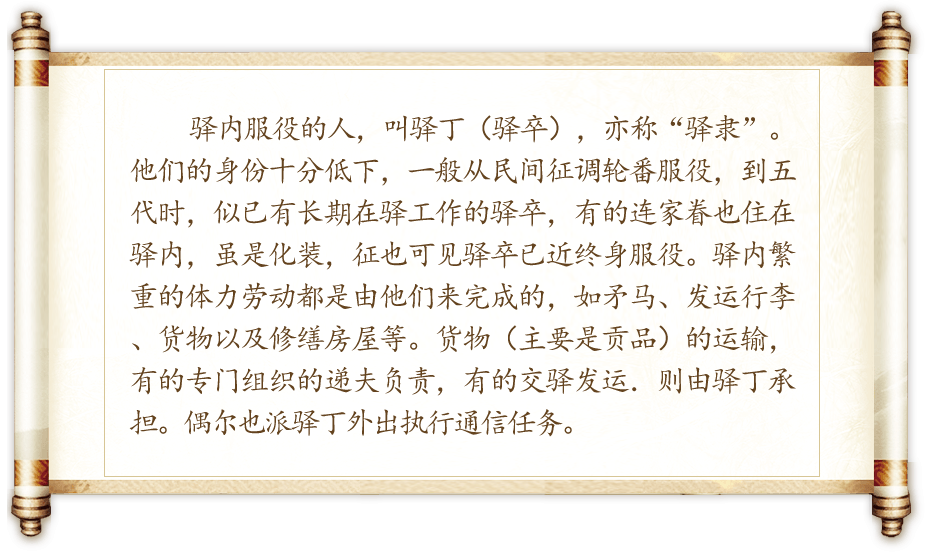 驿内服役的人，叫驿丁（驿卒），亦称“驿隶”。
他们的身份十分低下，一般从民间征调轮番服役，到五
代时，似已有长期在驿工作的驿卒，有的连家眷也住在
驿内，虽是化装，征也可见驿卒已近终身服役。驿内繁
重的体力劳动都是由他们来完成的，如矛马、发运行李
、货物以及修缮房屋等。货物（主要是贡品）的运输，
有的专门组织的递夫负责，有的交驿发运．则由驿丁承
担。偶尔也派驿丁外出执行通信任务。